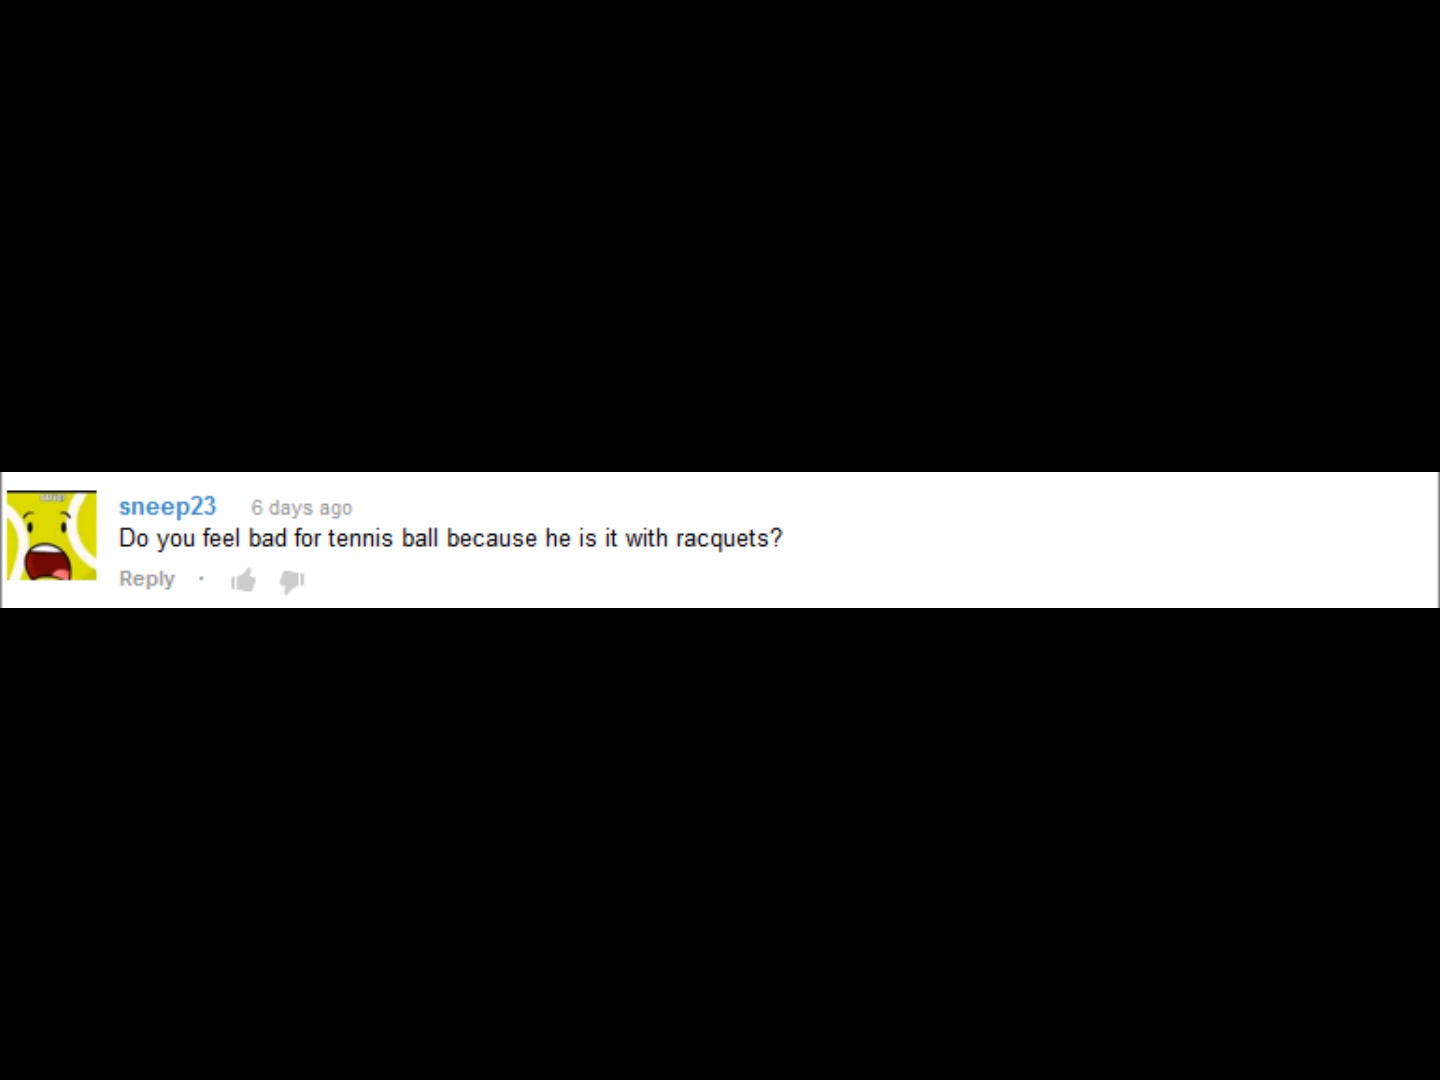 sneep23 6 days ago
Do you feel bad for tennis ball because he is it with racquets?
Reply ·